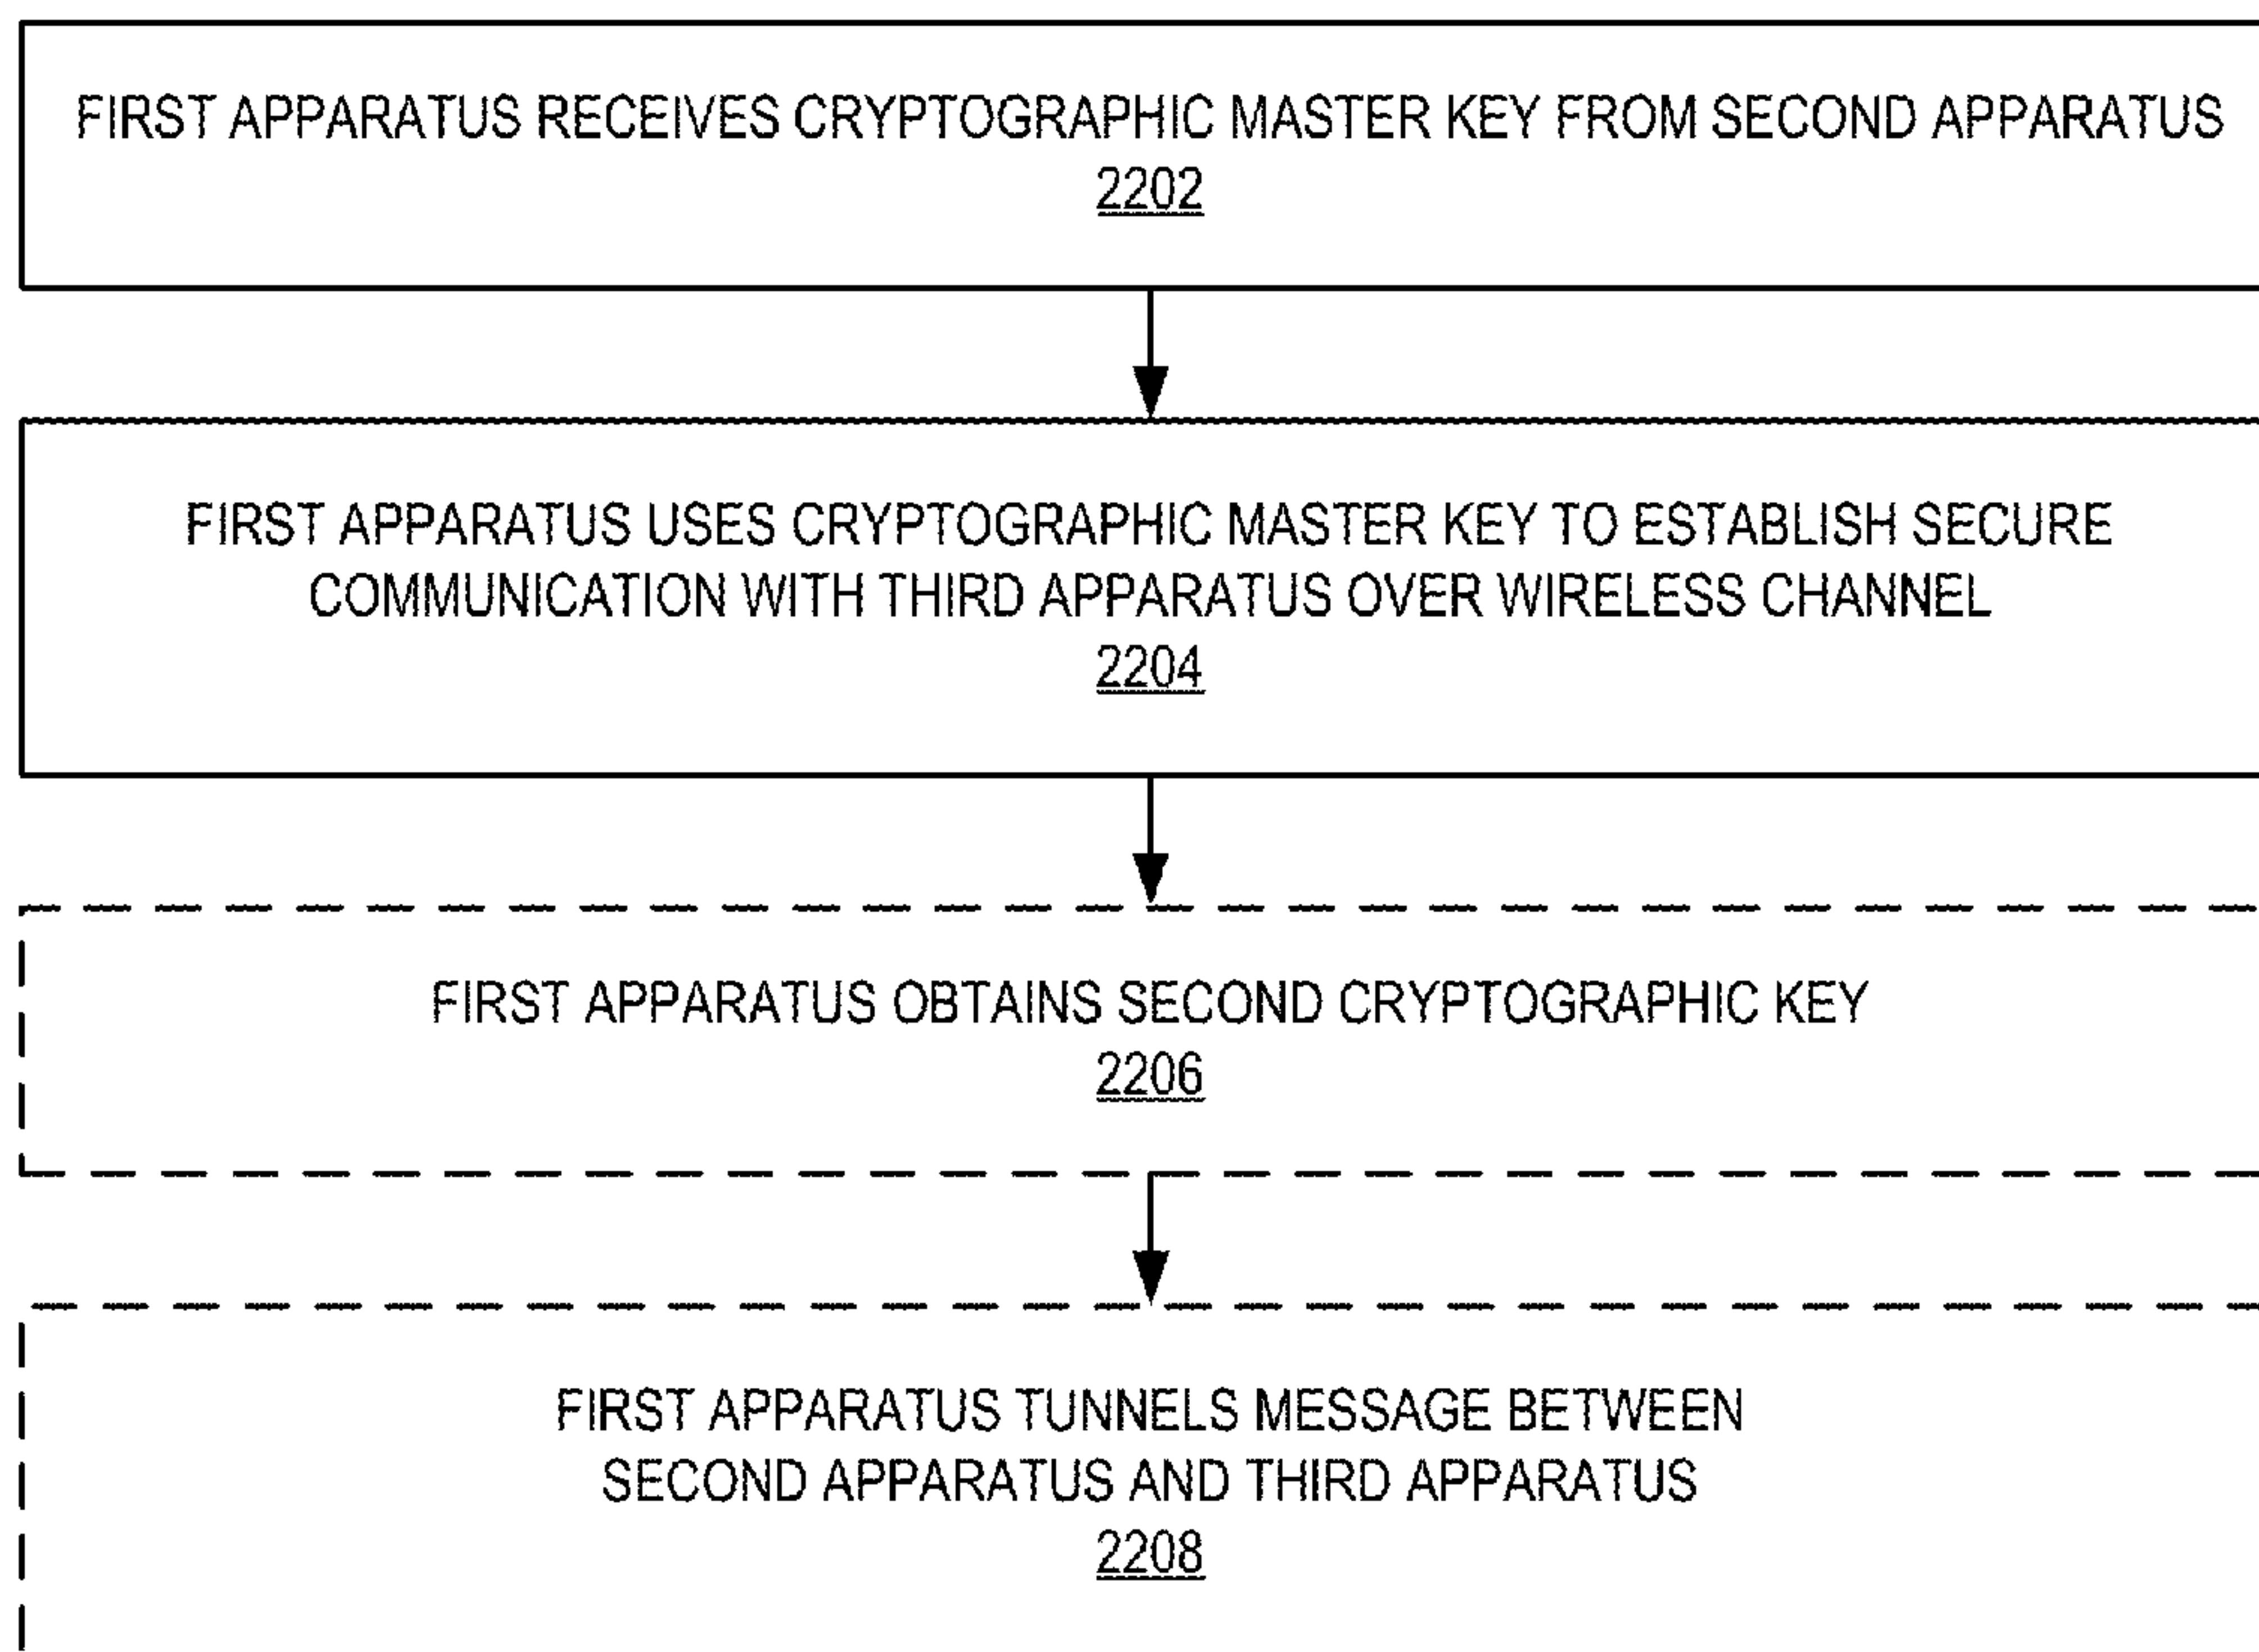 FIRST APPARATUS RECEIVES CRYPTOGRAPHIC MASTER KEY FROM SECOND APPARATUS
2202
FIRST APPARATUS USES CRYPTOGRAPHIC MASTER KEY TO ESTABLISH SECURE
COMMUNICATION WITH THIRD APPARATUS OVER WIRELESS CHANNEL
2204
FIRST APPARATUS OBTAINS SECOND CRYPTOGRAPHIC KEY
2206
FIRST APPARATUS TUNNELS MESSAGE BETWEEN
SECOND APPARATUS AND THIRD APPARATUS
2208